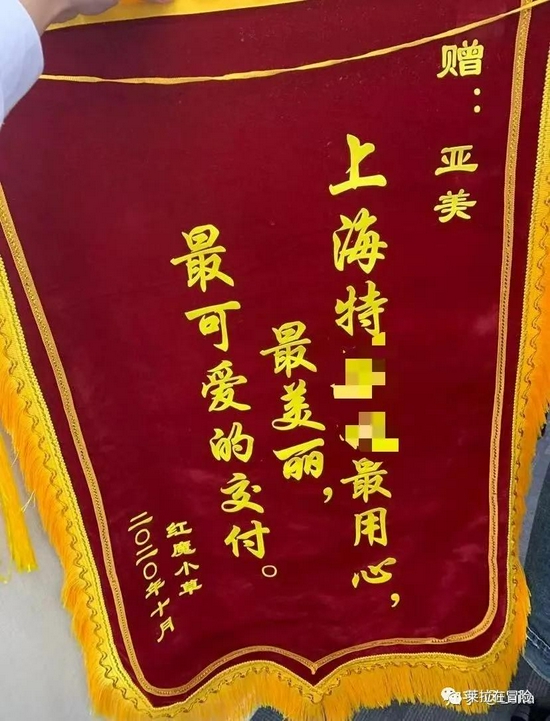 赠：亚美
上海特最用心，
最美丽，
最可爱的交付。
红魔小草
二〇二〇年十月
莱拉在冒险